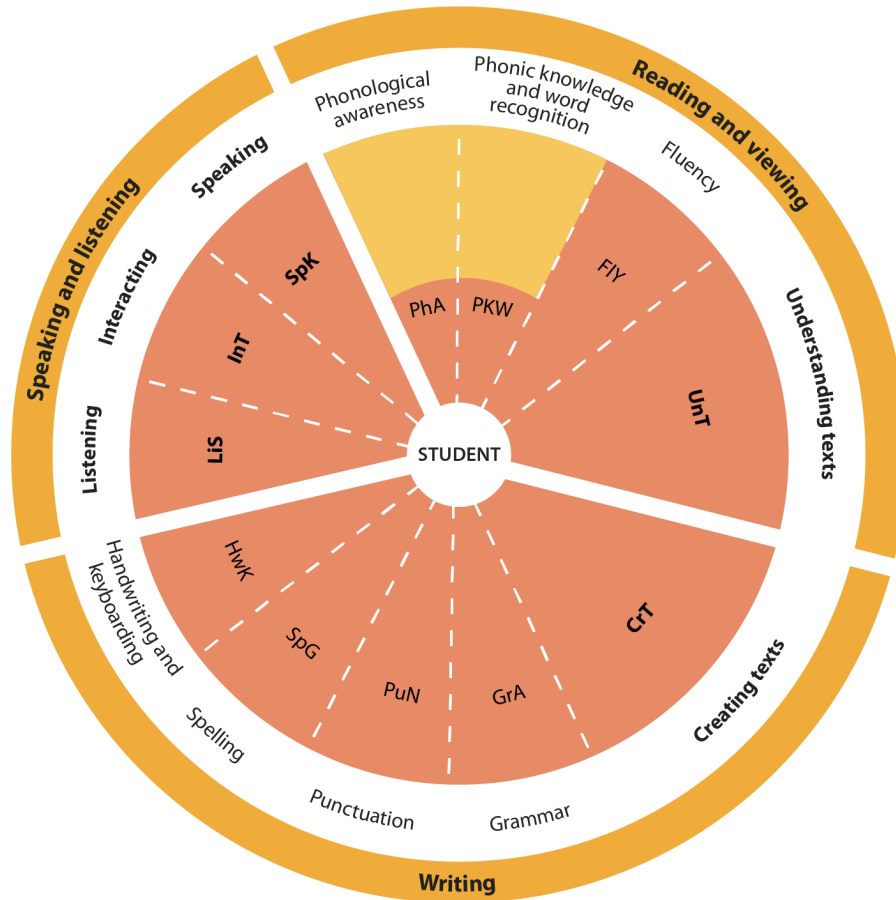 Reading and viewing
Phonological
awareness
Phonic knowledge
and word
recognition
Fluency
Understanding texts
PhA
PKW
FlY
UnT
Speaking and listening
Speaking
Interacting
Listening
SpK
InT
LiS
STUDENT
Handwriting and
keyboarding
Spelling
Punctuation
Grammar
Creating texts
HwK
SpG
PuN
GrA
CrT
Writing